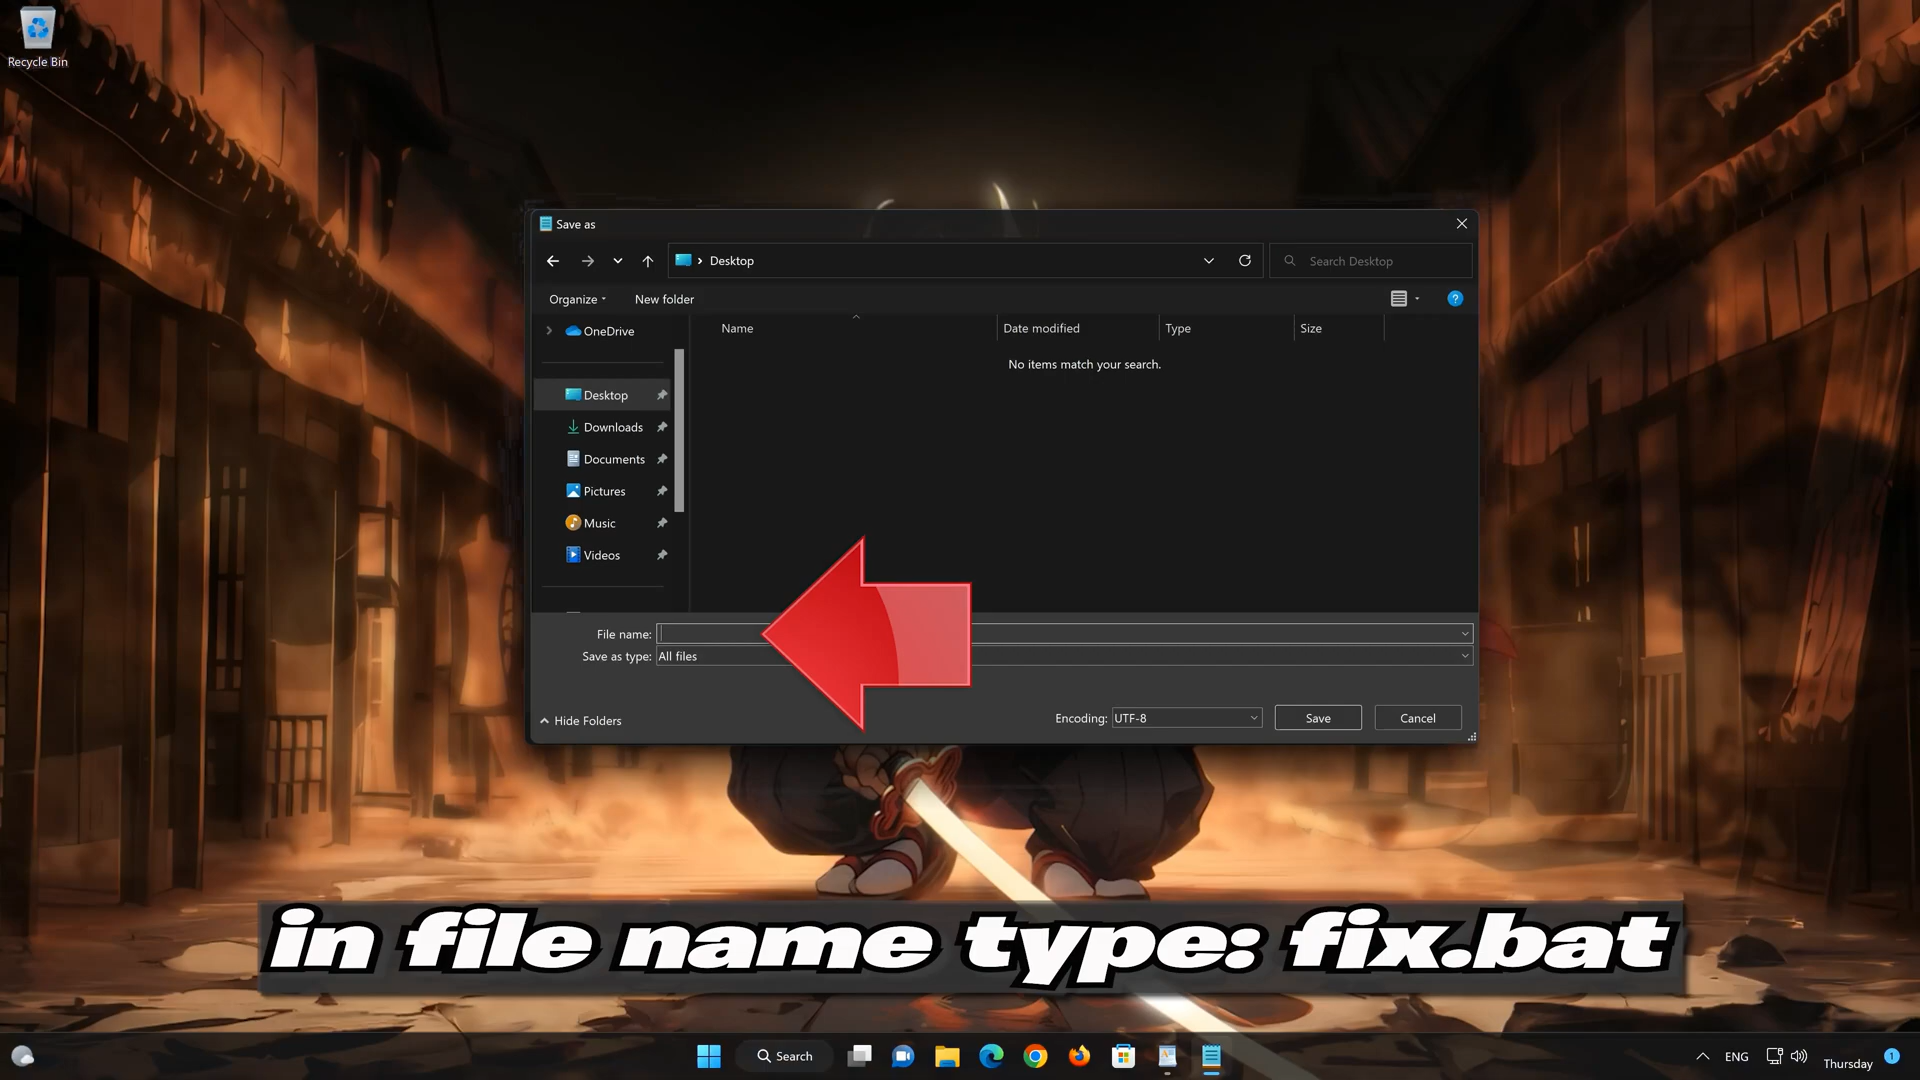 Recycle Bin
Save as
Desktop
Search Desktop
Organize
New folder
OneDrive
Name
Date modified
Type
Size
No items match your search.
Desktop
Downloads
Documents
Pictures
Music
Videos
File name:
Save as type: All files
Hide Folders
Encoding: UTF-8
Save
Cancel
in file name type: fix.bat
Search
ENG
Thursday
1